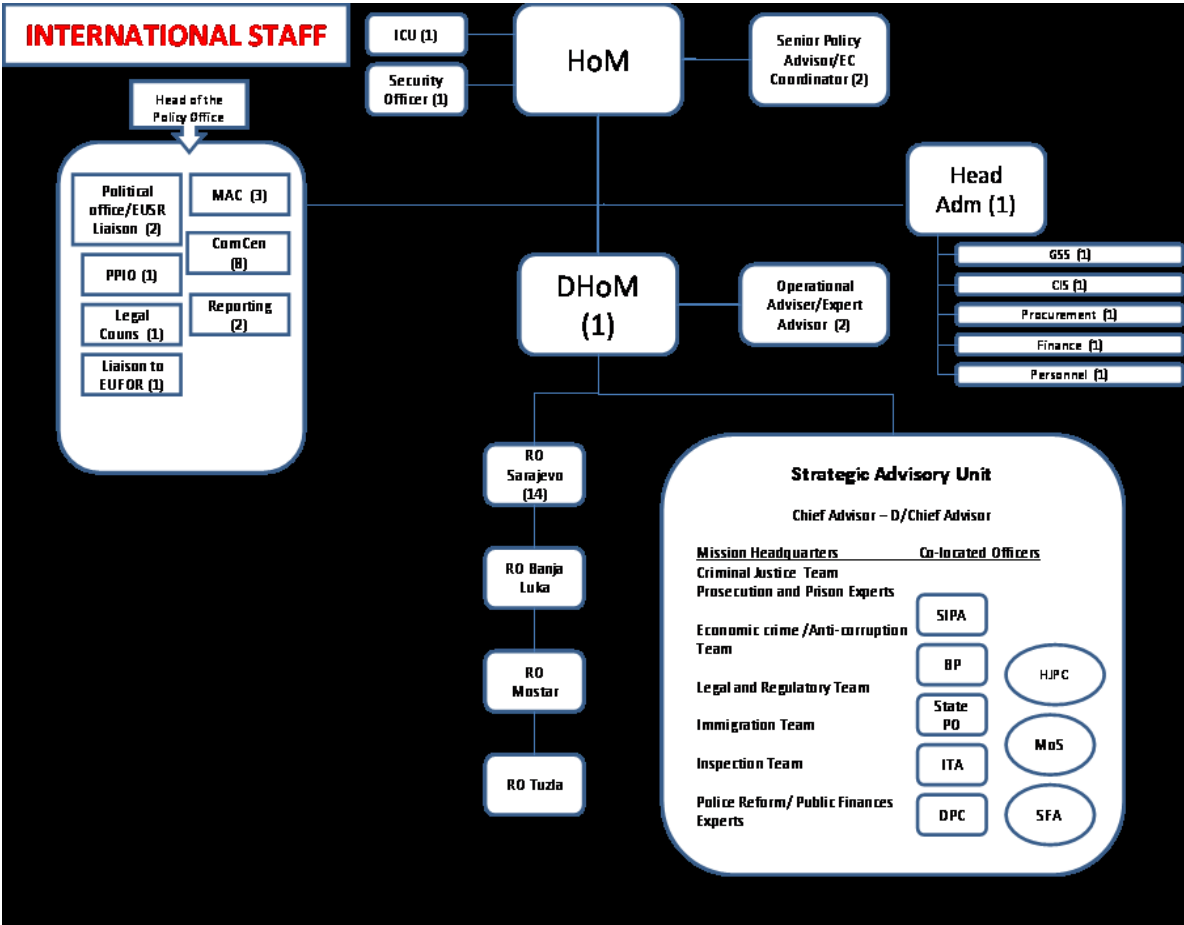 INTERNATIONAL STAFF
ICU (1)
Security
Officer (1)
HoM
Senior Policy
Advisor/EC
Coordinator (2)
Head of the
Policy Office
Political
office/EUSR
Liaison (2)
MAC (3)
ComCen
(8)
PPIO (1)
Reporting
(2)
Legal
Couns (1)
Liaison to
EUFOR (1)
Head
Adm (1)
GSS (1)
CIS (1)
Procurement (1)
Finance (1)
Personnel (1)
DHoM
(1)
Operational
Adviser/Expert
Advisor (2)
RO
Sarajevo
(14)
RO Banja
Luka
RO
Mostar
RO Tuzla
Strategic Advisory Unit
Chief Advisor – D/Chief Advisor
Mission Headquarters Co-located Officers
Criminal Justice Team
Prosecution and Prison Experts
Economic crime /Anti-corruption
Team
Legal and Regulatory Team
Immigration Team
Inspection Team
Police Reform/ Public Finances
Experts
SIPA
BP
State
PO
ITA
DPC
HJPC
MoS
SFA